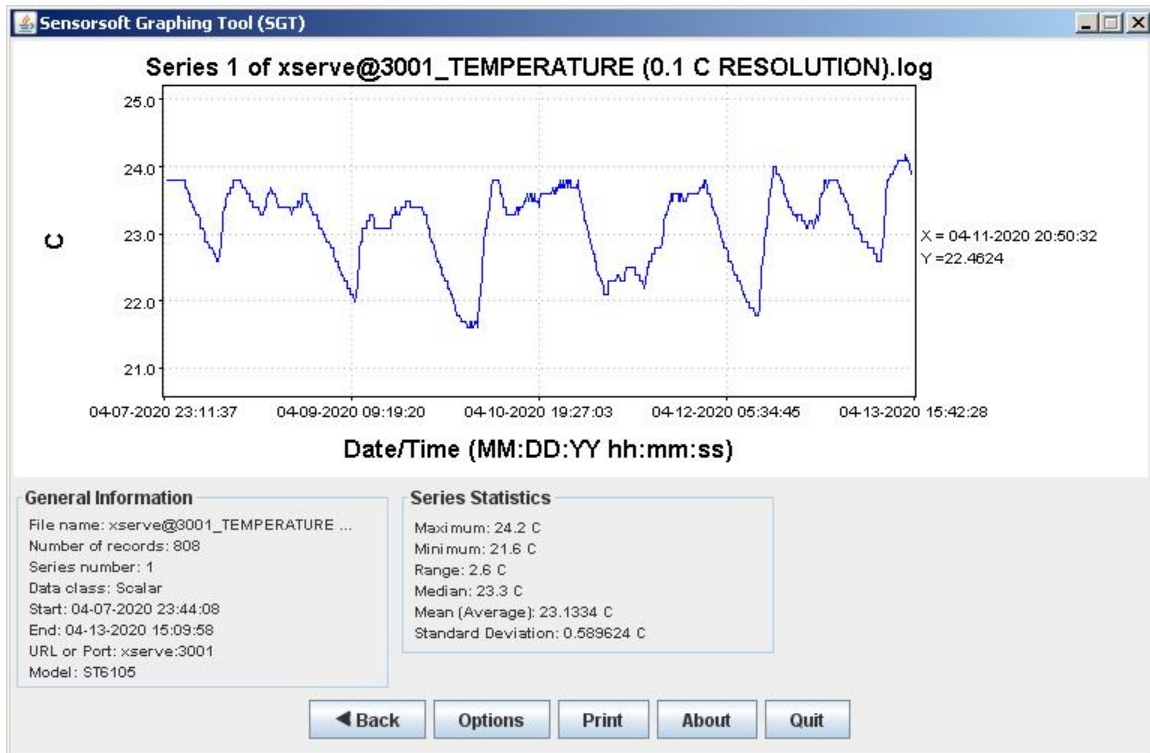 Sensorsoft Graphing Tool (SGT)
Series 1 of xserve@3001_TEMPERATURE (0.1 C RESOLUTION).log
25.0
24.0
23.0
22.0
21.0
C
X = 04-11-2020 20:50:32
Y =22.4624
04-07-2020 23:11:37 04-09-2020 09:19:20 04-10-2020 19:27:03 04-12-2020 05:34:45 04-13-2020 15:42:28
Date/Time (MM:DD:YY hh:mm:ss)
General Information
File name: xserve@3001_TEMPERATURE ...
Number of records: 808
Series number: 1
Data class: Scalar
Start: 04-07-2020 23:44:08
End: 04-13-2020 15:09:58
URL or Port: xserve:3001
Model: ST6105
Series Statistics
Maximum: 24.2 C
Minimum: 21.6 C
Range: 2.6 C
Median: 23.3 C
Mean (Average): 23.1334 C
Standard Deviation: 0.589624 C
Back Options Print About Quit